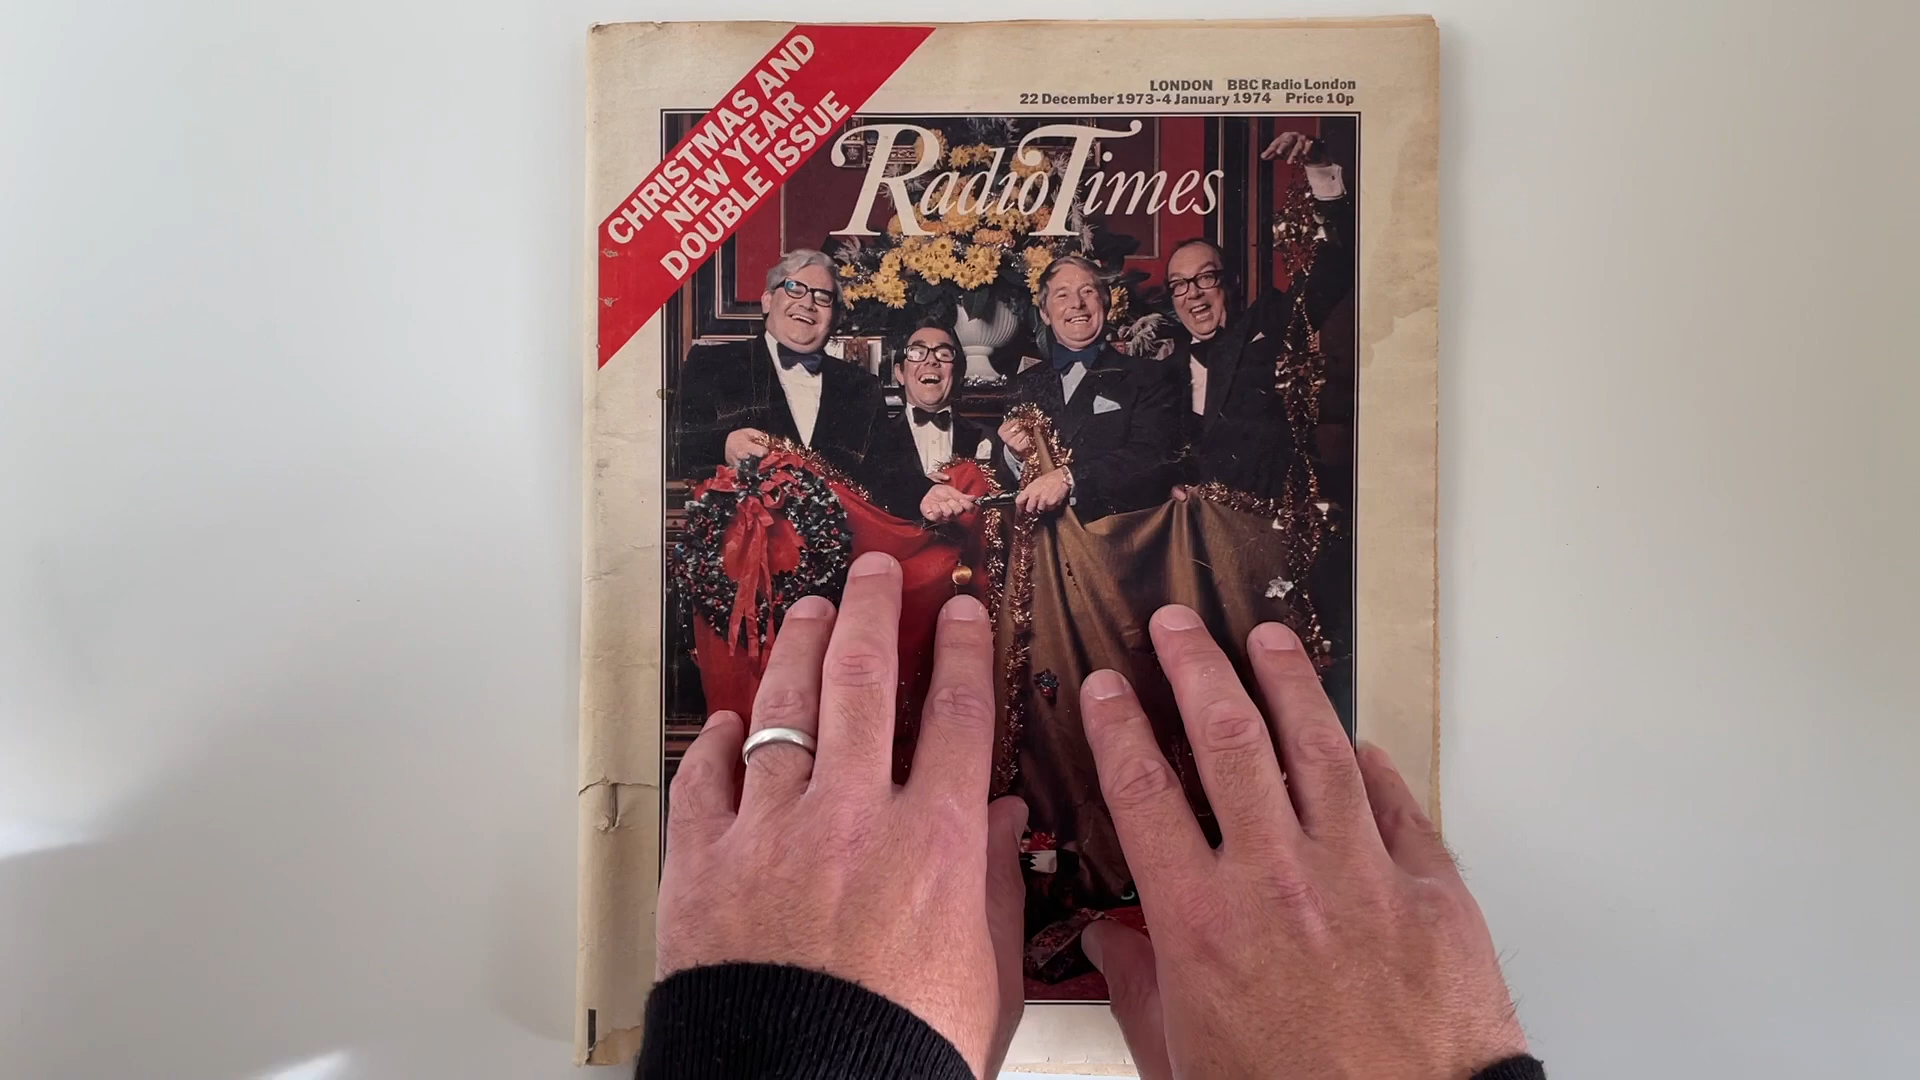 CHRISTMAS AND
NEW YEAR
DOUBLE ISSUE
LONDON BBC Radio London
22 December 1973-4 January 1974 Price 10p
RadioTimes